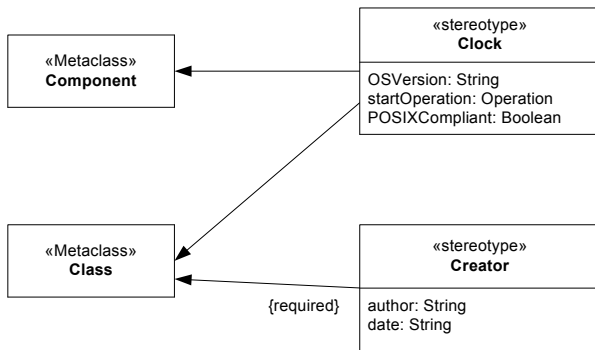 «Metaclass»
Component
«stereotype»
Clock
OSVersion: String
startOperation: Operation
POSIXCompliant: Boolean
«Metaclass»
Class
«stereotype»
Creator
{required}
author: String
date: String